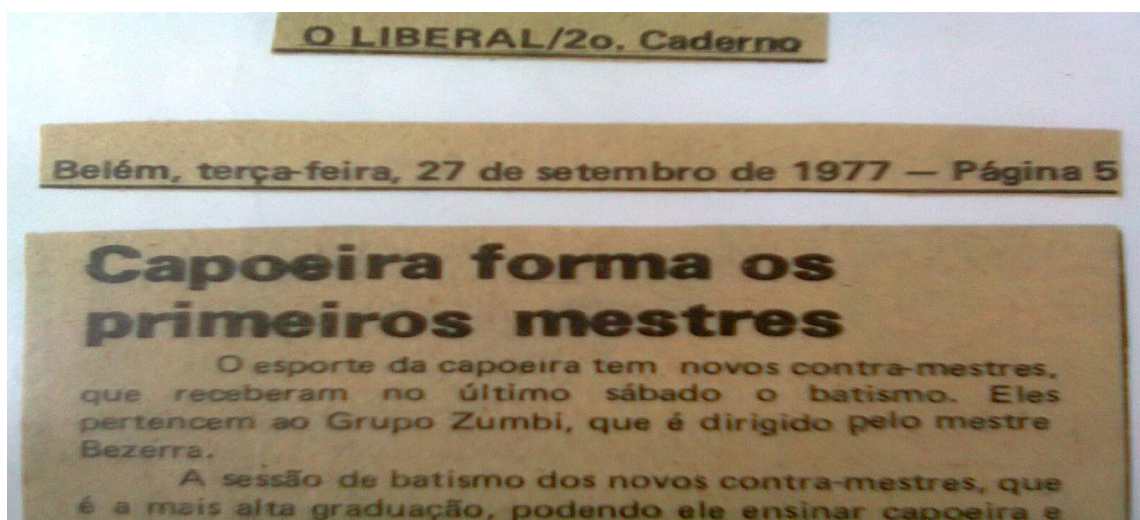 O LIBERAL/2o. Caderno
Belém, terça-feira, 27 de setembro de 1977 — Página 5
Capoeira forma os
primeiros mestres
O esporte da capoeira tem novos contra-mestres,
que receberam no último sábado o batismo. Eles
pertencem ao Grupo Zumbi, que é dirigido pelo mestre
Bezerra.
A sessão de batismo dos novos contra-mestres, que
é a mais alta graduação, podendo ele ensinar capoeira e